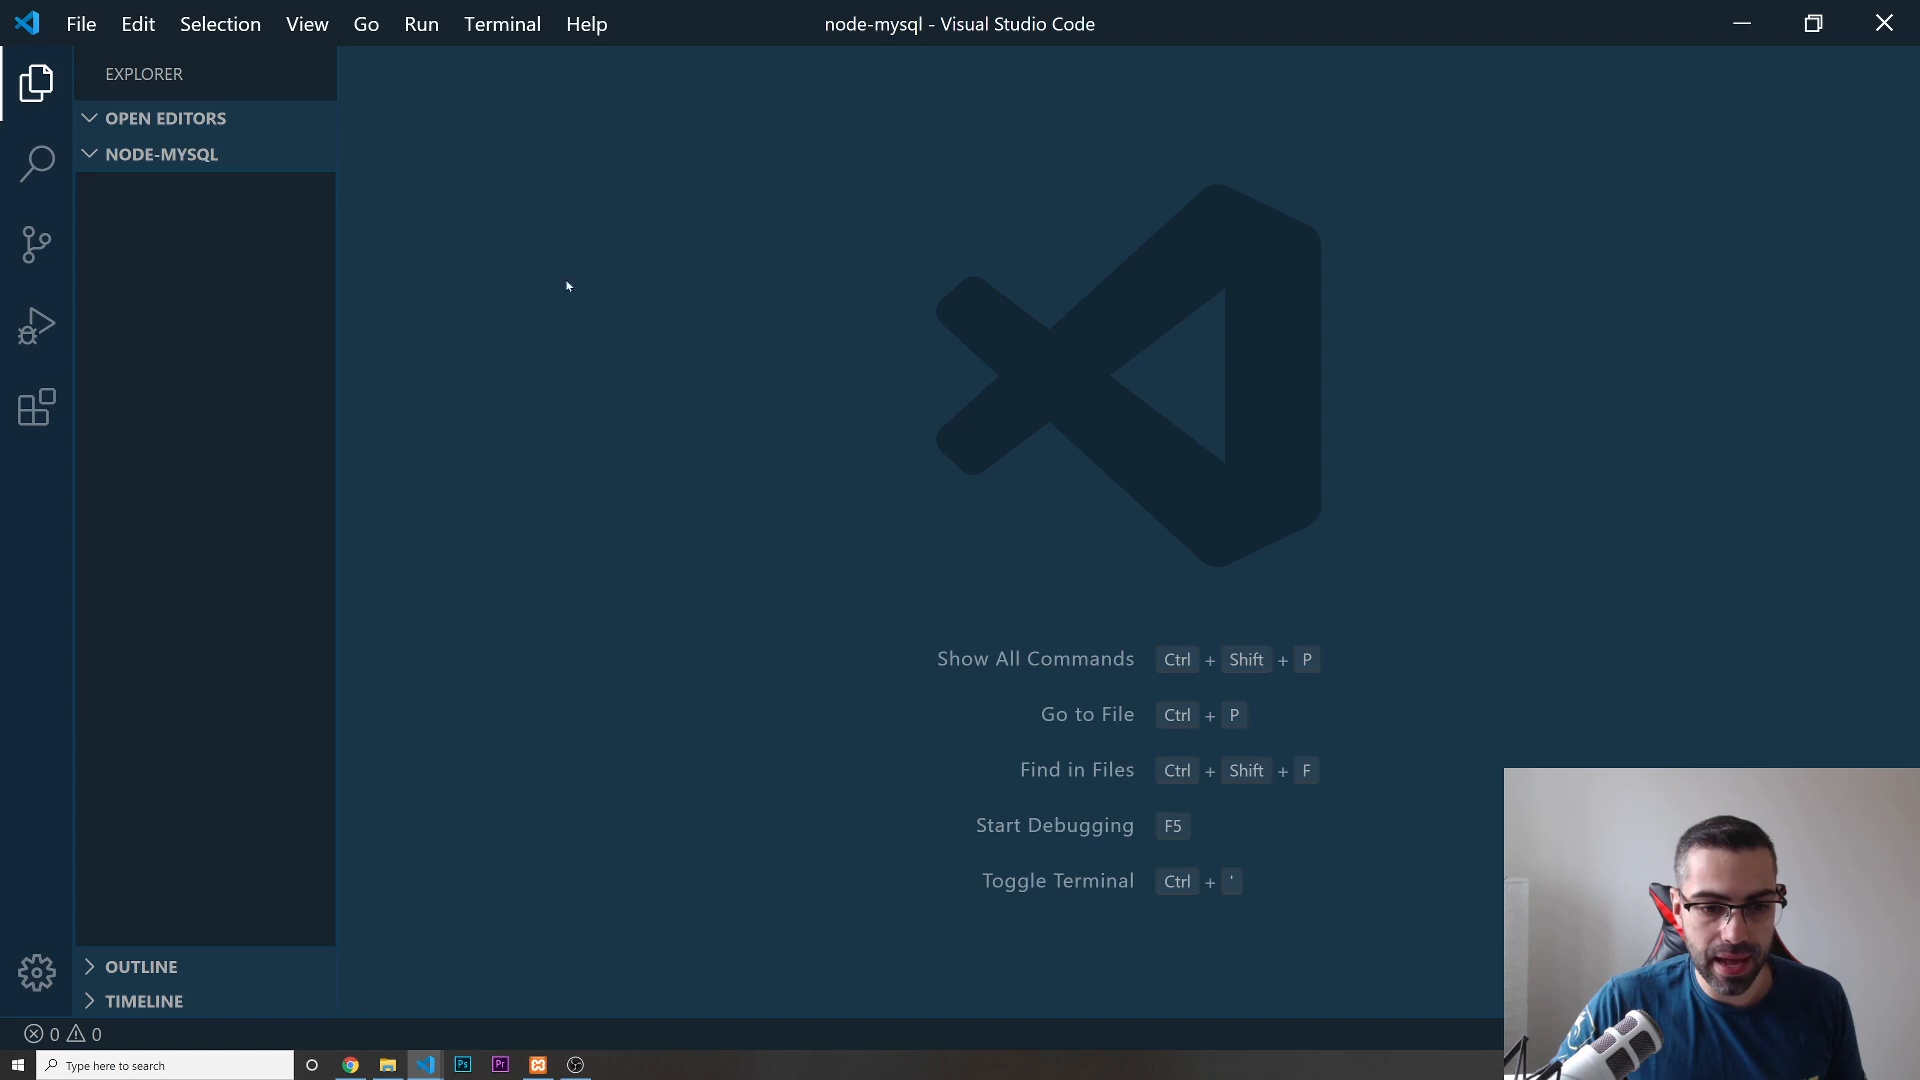 File Edit Selection View Go Run Terminal Help
node-mysql - Visual Studio Code
EXPLORER
OPEN EDITORS
NODE-MYSQL
Show All Commands Ctrl + Shift + P
Go to File Ctrl + P
Find in Files Ctrl + Shift + F
Start Debugging F5
Toggle Terminal Ctrl + '
OUTLINE
TIMELINE
0 0
Type here to search
Ps
Pr